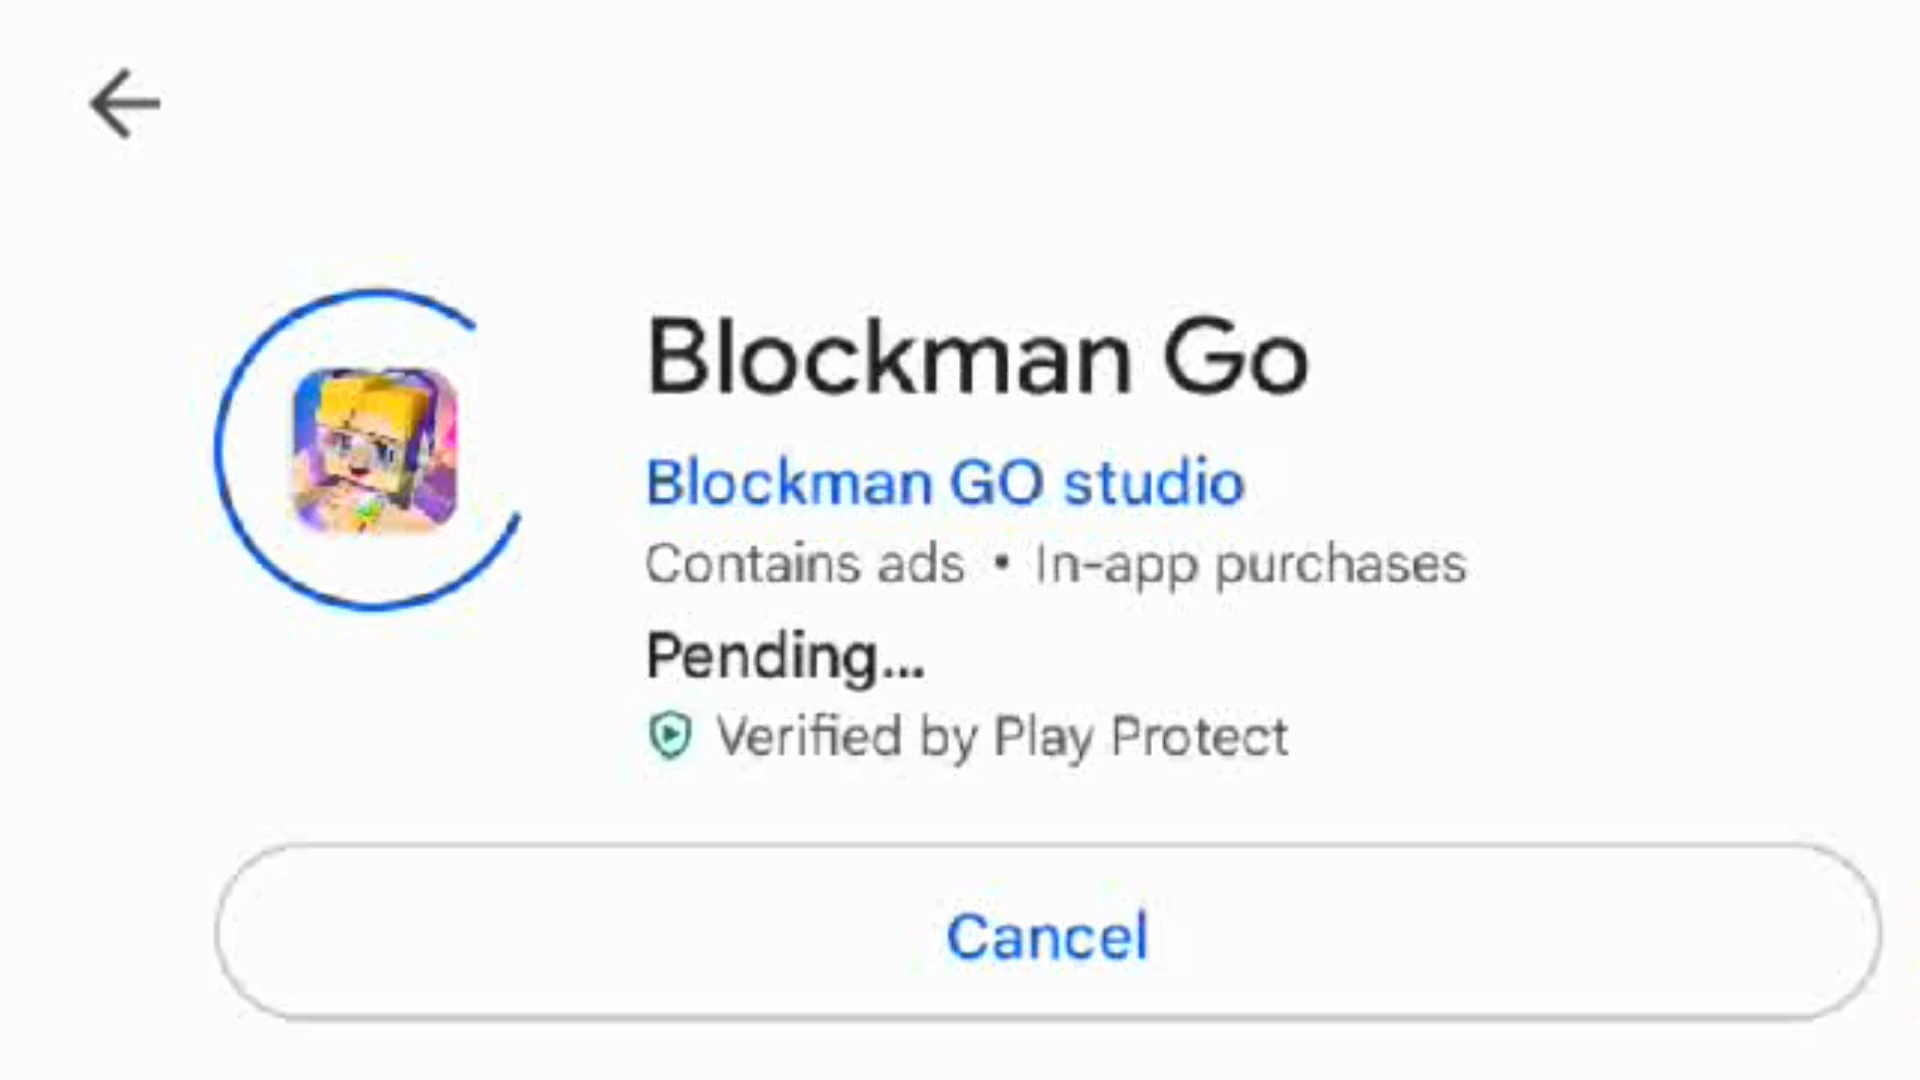 Blockman Go
Blockman GO studio
Contains ads • In-app purchases
Pending...
Verified by Play Protect
Cancel